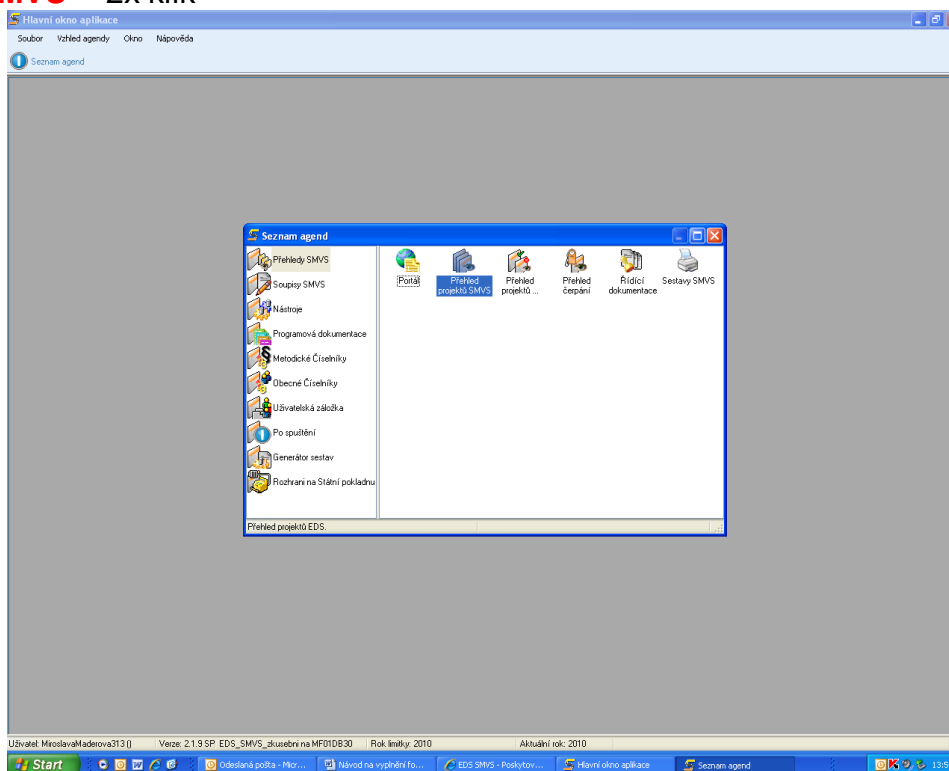 2x klik
Hlavní okno aplikace
Soubor Vzhled agendy Okno Nápověda
Seznam agend
Seznam agend
Přehledy SMVS
Soupisy SMVS
Nástroje
Programová dokumentace
Metodické Číselníky
Obecné Číselníky
Uživatelská záložka
Po spuštění
Generátor sestav
Rozhraní na Státní pokladnu
Portál
Přehled projektů SMVS
Přehled projektů ...
Přehled čerpání
Řídící dokumentace
Sestavy SMVS
Přehled projektů EDS.
Uživatel: MiroslavaMaderova313 () Verze: 2.1.9 SP EDS_SMVS_zkusebni na MF01DB30 Rok limitky: 2010 Aktuální rok: 2010
Start Odeslaná pošta - Micr... Návod na vyplnění fo... EDS SMVS - Poskytov... Hlavní okno aplikace Seznam agend